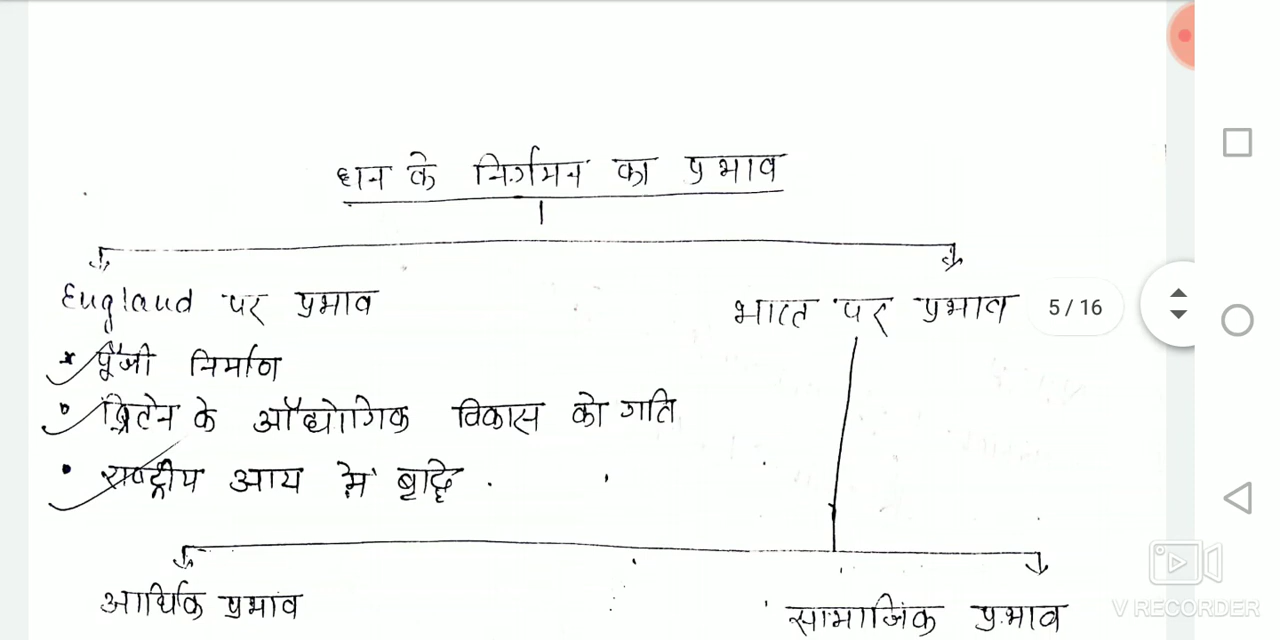 धन के निर्गमन का प्रभाव
England पर प्रभाव
भारत पर प्रभाव
5 / 16
* पूँजी निर्माण
• ब्रिटेन के औद्योगिक विकास को गति
• राष्ट्रीय आय में बृद्धि .
आर्थिक प्रभाव
सामाजिक प्रभाव
V RECORDER